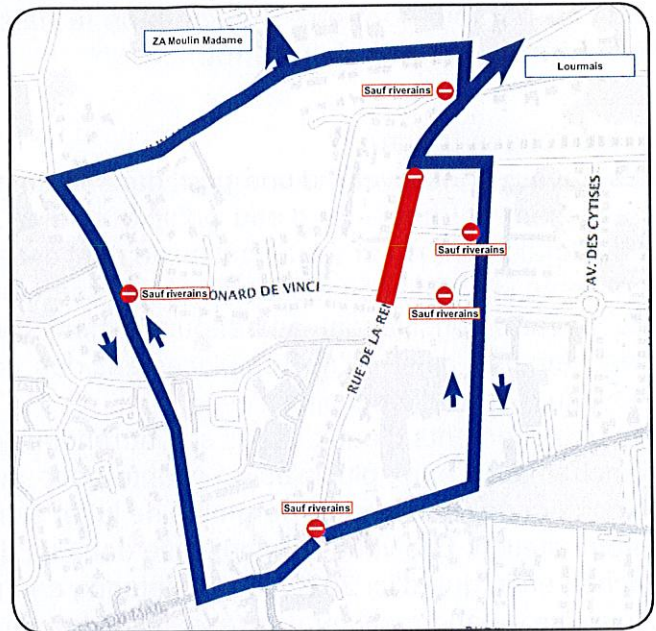 ZA Moulin Madame
Lourmais
Sauf riverains
Sauf riverains
Sauf riverains
ONARD DE VINCI
Sauf riverains
AV. DES CYTISES
RUE DE LA RE
Sauf riverains